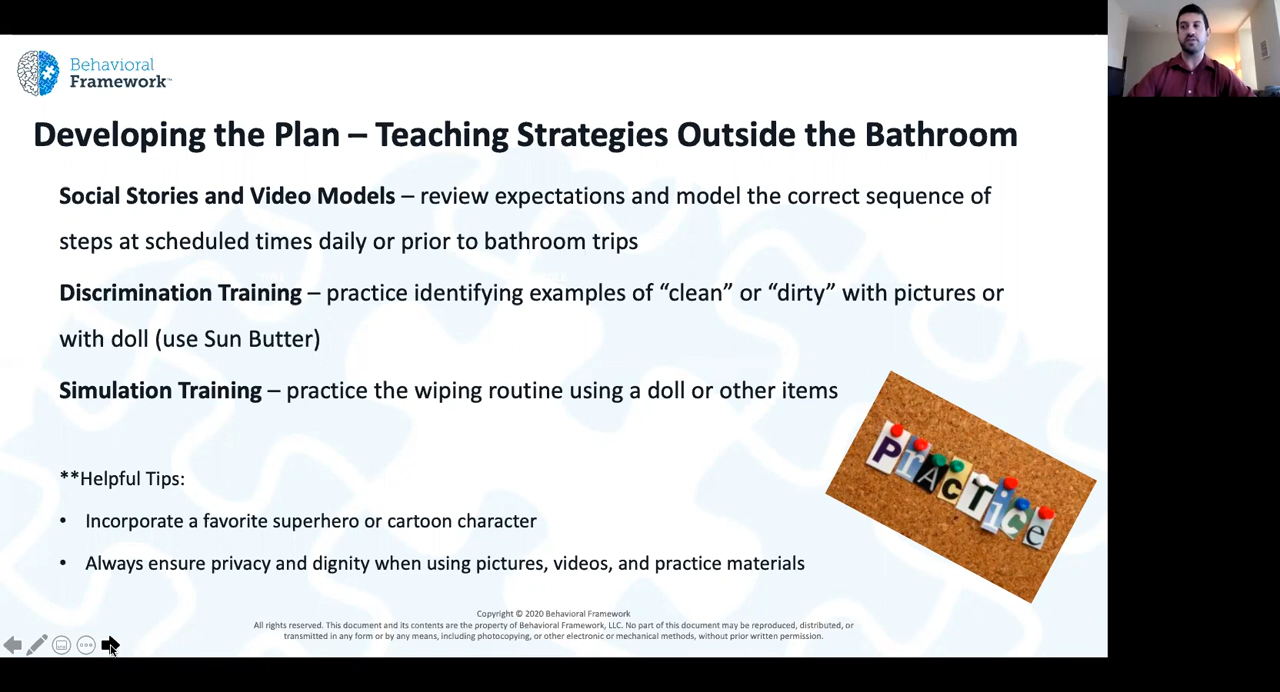 Behavioral
Framework™
Developing the Plan – Teaching Strategies Outside the Bathroom
Social Stories and Video Models – review expectations and model the correct sequence of
steps at scheduled times daily or prior to bathroom trips
Discrimination Training – practice identifying examples of “clean” or “dirty” with pictures or
with doll (use Sun Butter)
Simulation Training – practice the wiping routine using a doll or other items
PrAcTice
**Helpful Tips:
• Incorporate a favorite superhero or cartoon character
• Always ensure privacy and dignity when using pictures, videos, and practice materials
Copyright © 2020 Behavioral Framework
All rights reserved. This document and its contents are the property of Behavioral Framework, LLC. No part of this document may be reproduced, distributed, or
transmitted in any form or by any means, including photocopying, or other electronic or mechanical methods, without prior written permission.